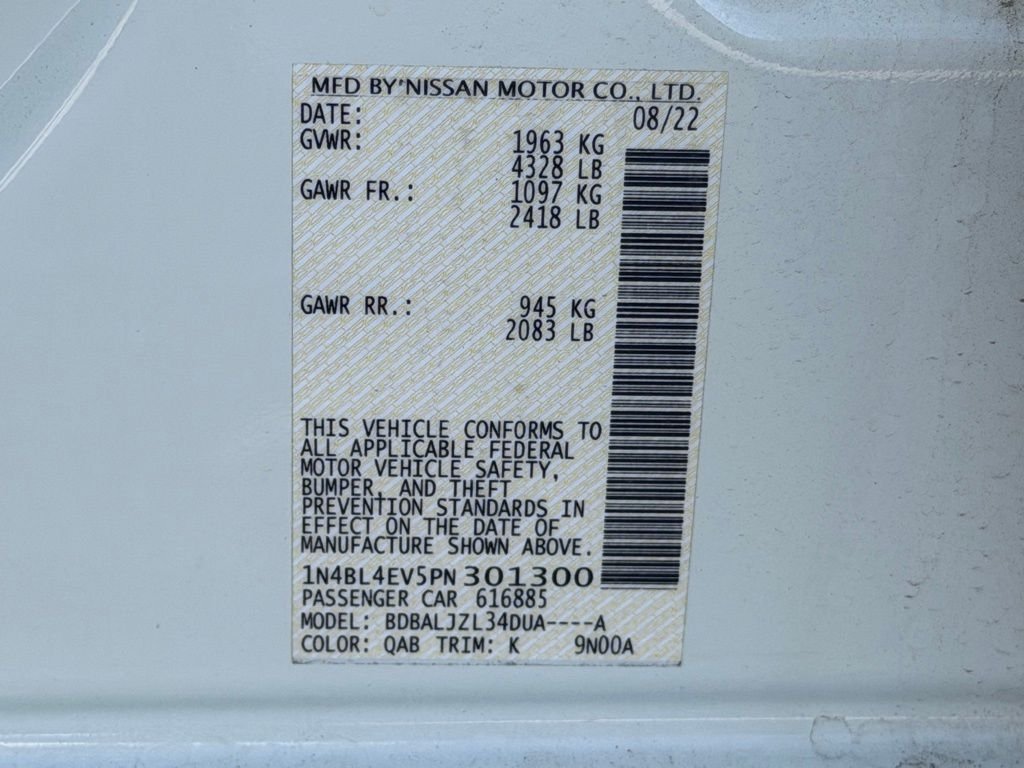 MFD BY NISSAN MOTOR CO., LTD.
DATE: 08/22
GVWR: 1963 KG
4328 LB
GAWR FR.: 1097 KG
2418 LB
GAWR RR.: 945 KG
2083 LB
THIS VEHICLE CONFORMS TO
ALL APPLICABLE FEDERAL
MOTOR VEHICLE SAFETY,
BUMPER, AND THEFT
PREVENTION STANDARDS IN
EFFECT ON THE DATE OF
MANUFACTURE SHOWN ABOVE.
1N4BL4EV5PN301300
PASSENGER CAR 616885
MODEL: BDBALJZL34DUA----A
COLOR: QAB TRIM: K 9N00A